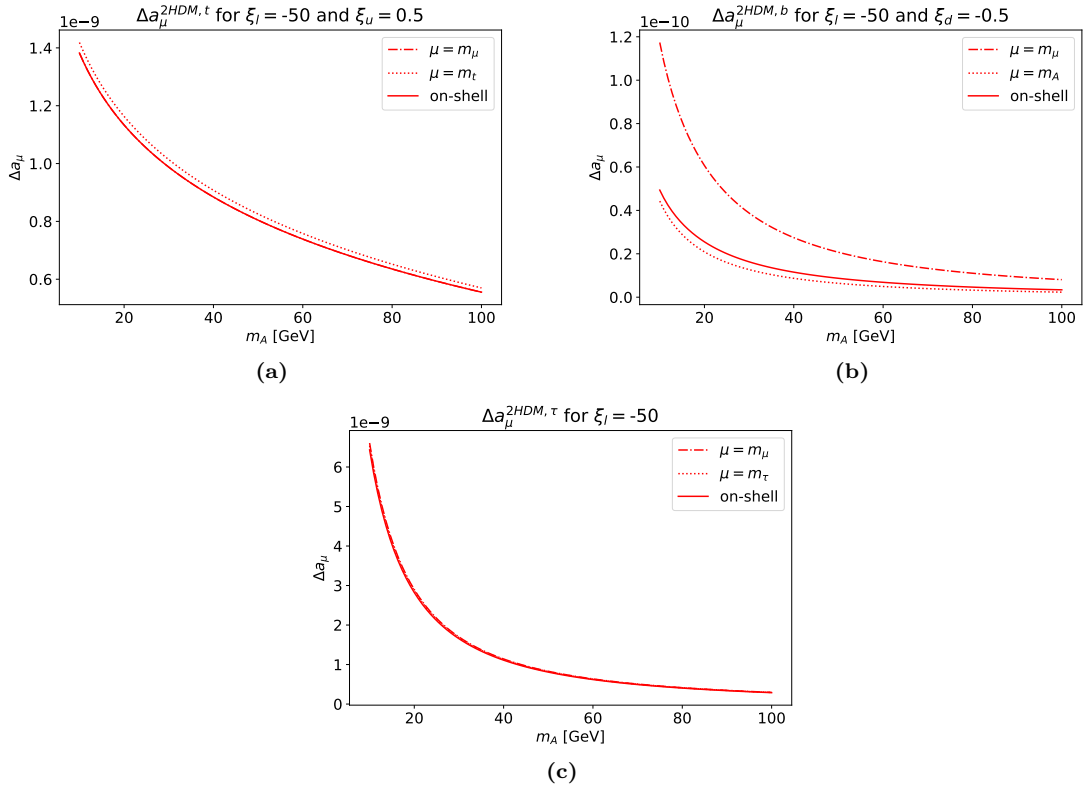 Δa_μ^{2HDM, t} for ξ_l = -50 and ξ_u = 0.5
1e−9
μ = m_μ
μ = m_t
on-shell
Δa_μ
1.4
1.2
1.0
0.8
0.6
20 40 60 80 100
m_A [GeV]
(a)
Δa_μ^{2HDM, b} for ξ_l = -50 and ξ_d = -0.5
1e−10
μ = m_μ
μ = m_A
on-shell
Δa_μ
1.2
1.0
0.8
0.6
0.4
0.2
0.0
20 40 60 80 100
m_A [GeV]
(b)
Δa_μ^{2HDM, τ} for ξ_l = -50
1e−9
μ = m_μ
μ = m_τ
on-shell
Δa_μ
6
5
4
3
2
1
0
20 40 60 80 100
m_A [GeV]
(c)